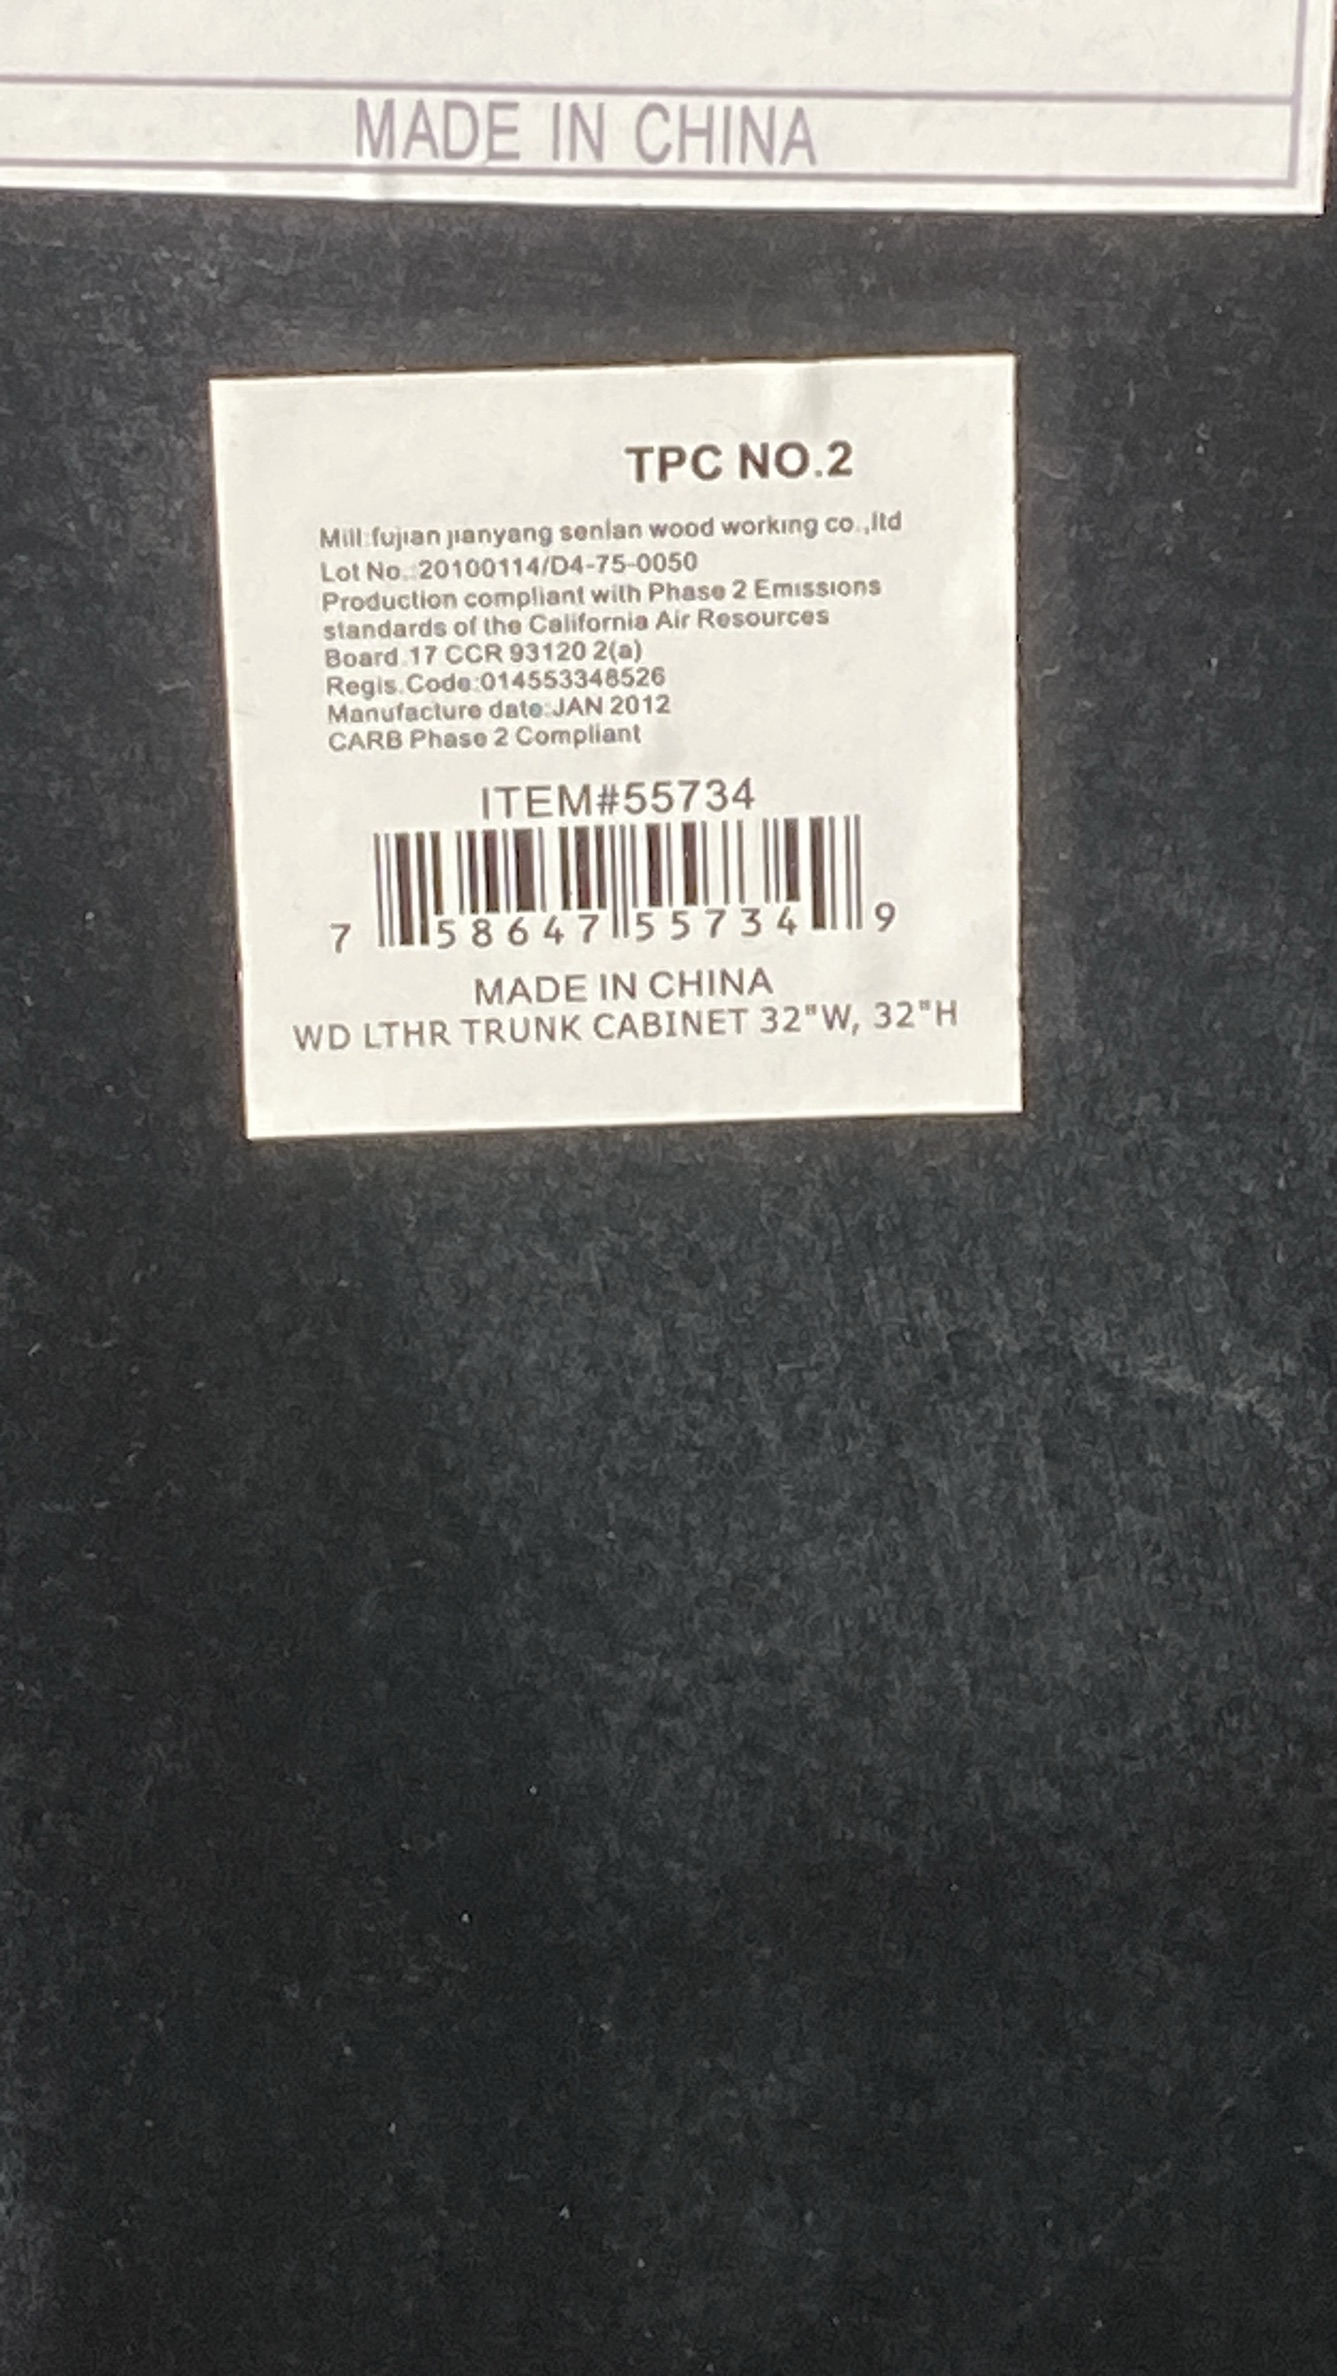 MADE IN CHINA
TPC NO.2
Mill:fujian jianyang senlan wood working co.,ltd
Lot No.:20100114/D4-75-0050
Production compliant with Phase 2 Emissions
standards of the California Air Resources
Board.17 CCR 93120 2(a)
Regis.Code:014553348526
Manufacture date:JAN 2012
CARB Phase 2 Compliant
ITEM#55734
7 58647 55734 9
MADE IN CHINA
WD LTHR TRUNK CABINET 32"W, 32"H